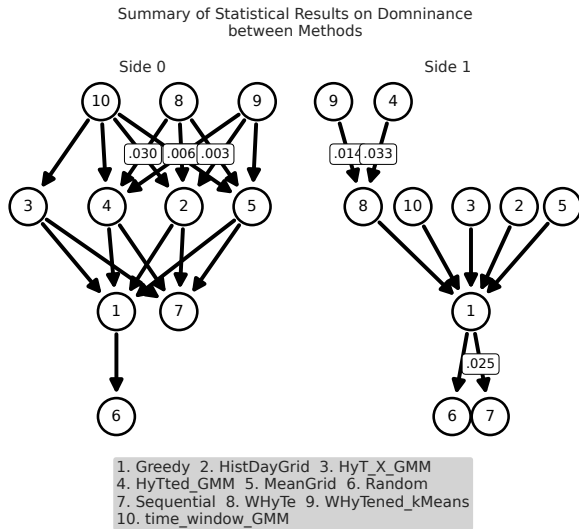 Summary of Statistical Results on Domninance
between Methods
Side 0
Side 1
10 8 9
9 4
.030 .006 .003
.014 .033
3 4 2 5
8 10 3 2 5
1 7
1
.025
6
6 7
1. Greedy 2. HistDayGrid 3. HyT_X_GMM
4. HyTted_GMM 5. MeanGrid 6. Random
7. Sequential 8. WHyTe 9. WHyTened_kMeans
10. time_window_GMM